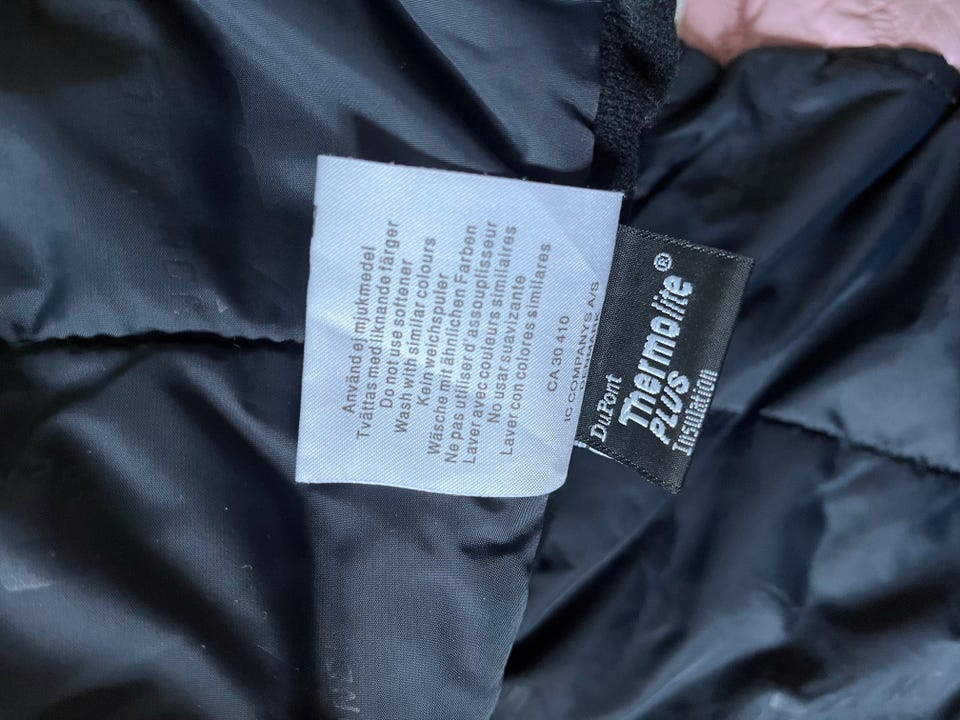 Använd ej mjukmedel
Tvättas med liknande färger
Do not use softener
Wash with similar colours
Kein weichspuler
Wäsche mit ähnlichen Farben
Ne pas utiliser d'assouplisseur
Laver avec couleurs similaires
No usar suavizante
Laver con colores similares
CA 30 410
IC COMPANYS A/S
DENMARK
DuPont
Thermolite®
PLUS
Insulation